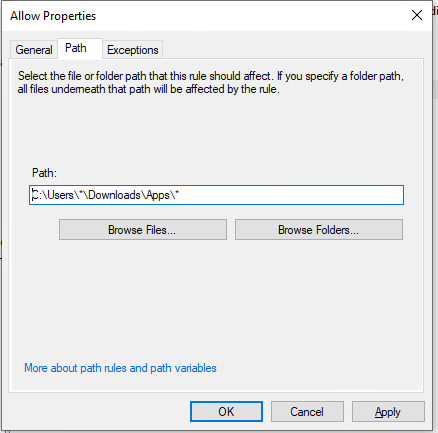 Allow Properties
General Path Exceptions
Select the file or folder path that this rule should affect. If you specify a folder path,
all files underneath that path will be affected by the rule.
Path:
C:\Users\*\Downloads\Apps\*
Browse Files... Browse Folders...
More about path rules and path variables
OK Cancel Apply